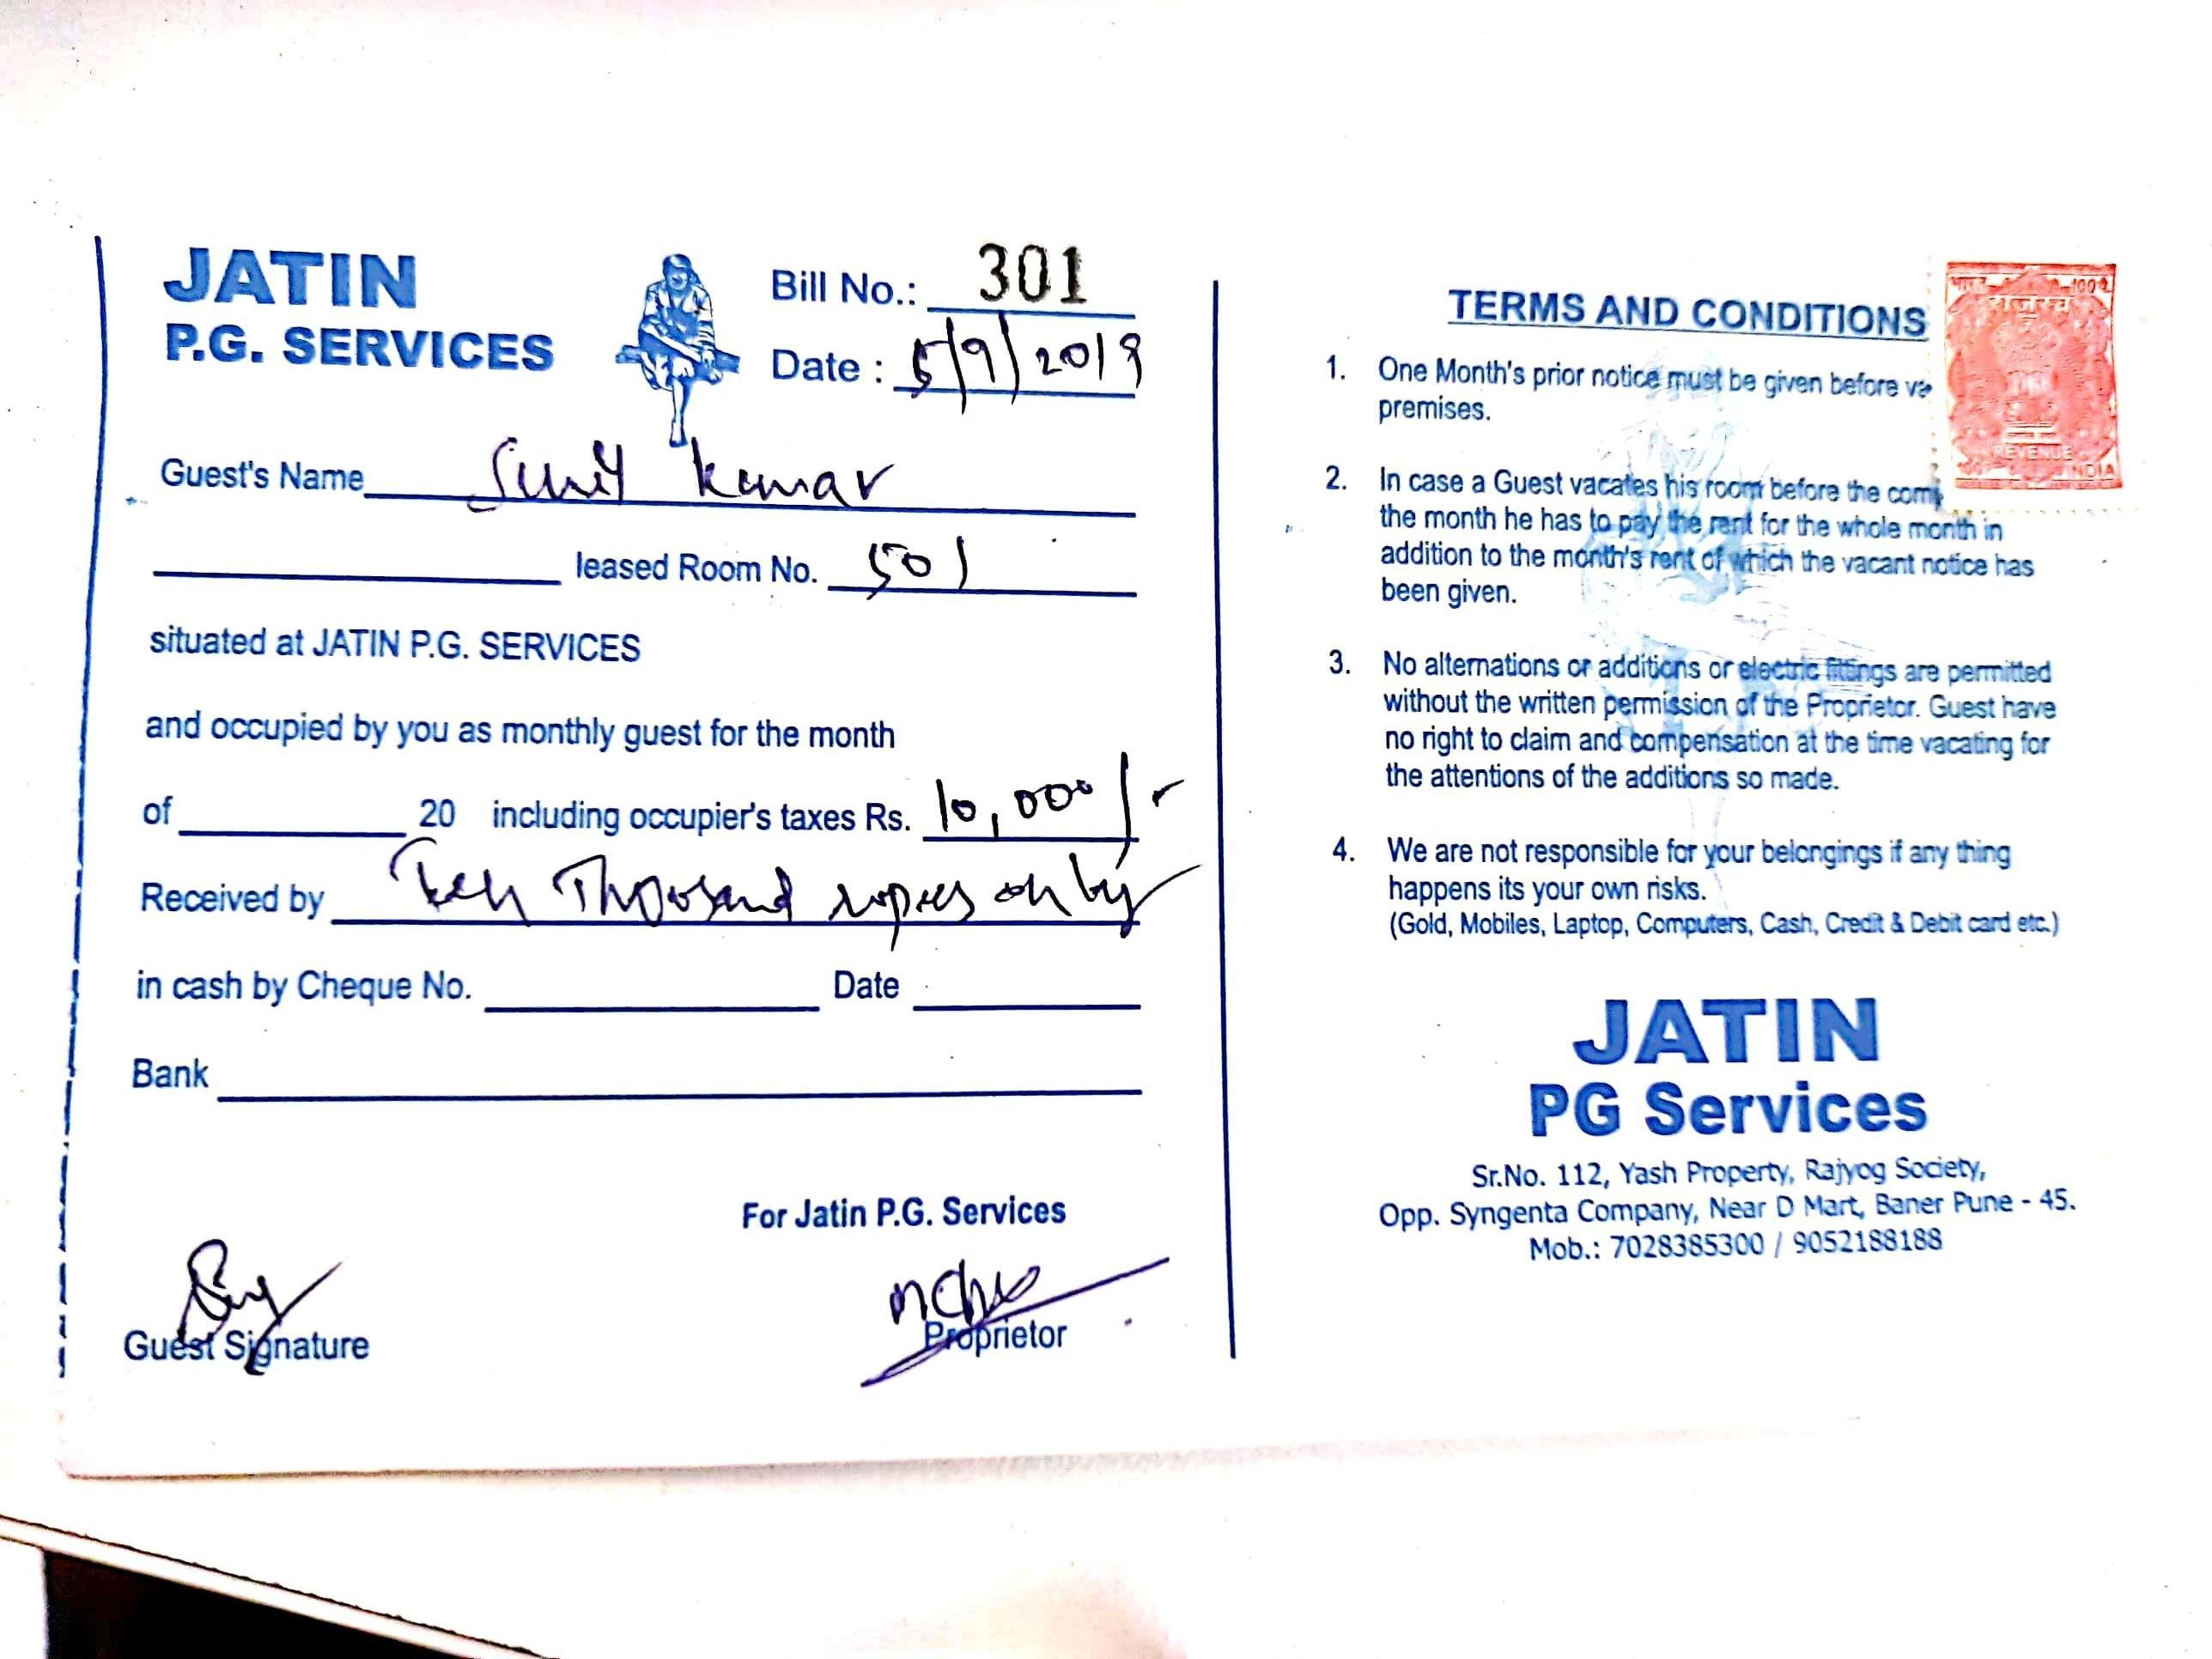 JATIN
P.G. SERVICES
Bill No.: 301
Date : 5/9/2019
Guest's Name Sunil Kumar
leased Room No. 501
situated at JATIN P.G. SERVICES
and occupied by you as monthly guest for the month
of 20 including occupier's taxes Rs. 10,000/-
Received by Ten Thousand rupees only
in cash by Cheque No. Date
Bank
For Jatin P.G. Services
Guest Signature
Proprietor
TERMS AND CONDITIONS
1. One Month's prior notice must be given before
premises.
2. In case a Guest vacates his room before the
the month he has to pay the rent for the whole month in
addition to the month's rent of which the vacant notice has
been given.
3. No alternations or additions or electric fittings are permitted
without the written permission of the Proprietor. Guest have
no right to claim and compensation at the time vacating for
the attentions of the additions so made.
4. We are not responsible for your belongings if any thing
happens its your own risks.
(Gold, Mobiles, Laptop, Computers, Cash, Credit & Debit card etc.)
JATIN
PG Services
Sr.No. 112, Yash Property, Rajyog Society,
Opp. Syngenta Company, Near D Mart, Baner Pune - 45.
Mob.: 7028385300 / 9052188188
REVENUE
INDIA